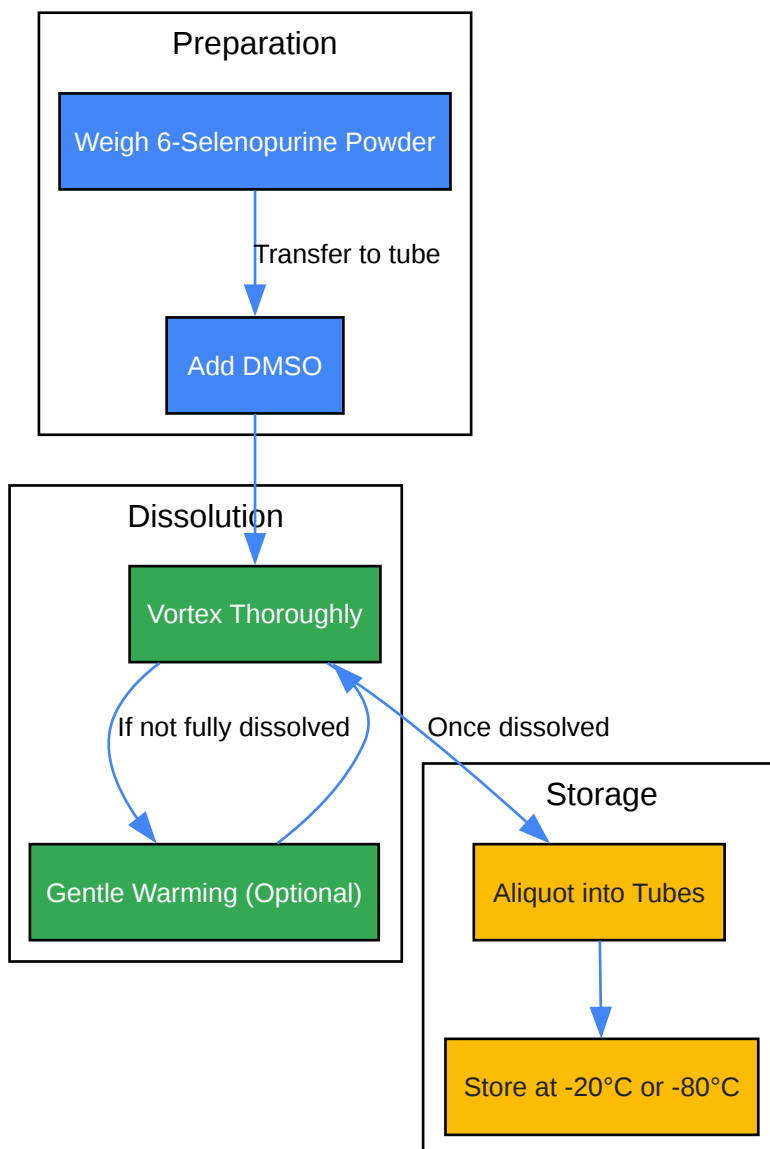 Preparation
Weigh 6-Selenopurine Powder
Transfer to tube
Add DMSO
Dissolution
Vortex Thoroughly
If not fully dissolved
Once dissolved
Gentle Warming (Optional)
Storage
Aliquot into Tubes
Store at -20°C or -80°C